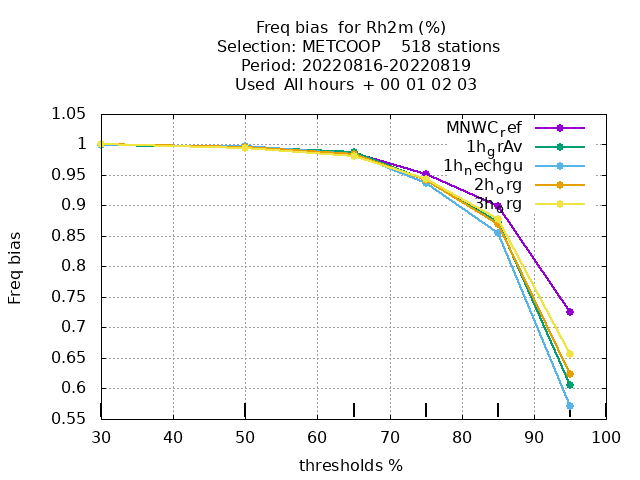 Freq bias  for Rh2m (%)
Selection: METCOOP    518 stations
Period: 20220816-20220819
Used  All hours  + 00 01 02 03
1.05
1
0.95
0.9
0.85
0.8
0.75
0.7
0.65
0.6
0.55
Freq bias
MNWC_ref
1h_grAv
1h_nechgu
2h_org
3h_org
30 40 50 60 70 80 90 100
thresholds %